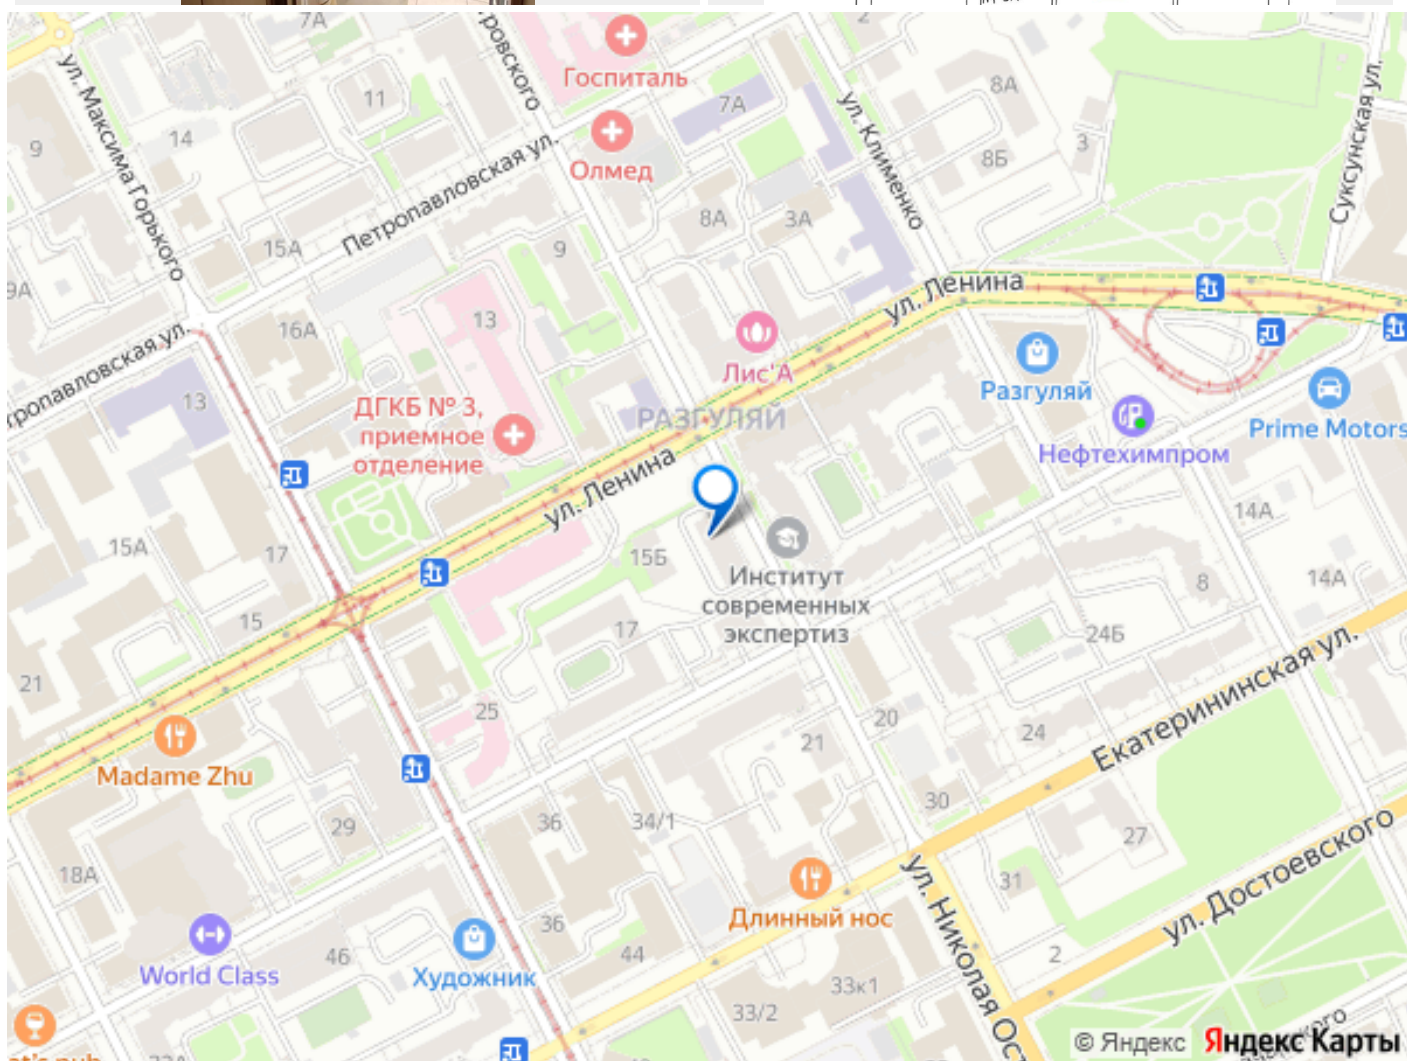 7А
2
ровского
Госпиталь
ул. Максима Горького
11
7А
8А
Суксунская ул.
14
9
Олмед
ул. Клименко
3
8Б
Петропавловская ул.
8А
3А
15А
9
9А
ул. Ленина
16А
13
Лис'А
Разгуляй
тропавловская ул.
13
ДГКБ № 3,
приемное
отделение
РАЗГУЛЯЙ
Нефтехимпром
Prime Motors
ул. Ленина
14А
15А
17
15Б
Институт
современных
экспертиз
8
14А
15
17
24Б
21
25
20
24
Екатерининская ул.
Madame Zhu
21
29
36
34/1
30
27
18А
31
ул. Достоевского
Длинный нос
ул. Николая Ост
36
World Class
46
Художник
44
2
33к1
33/2
© Яндекс
Яндекс Карты